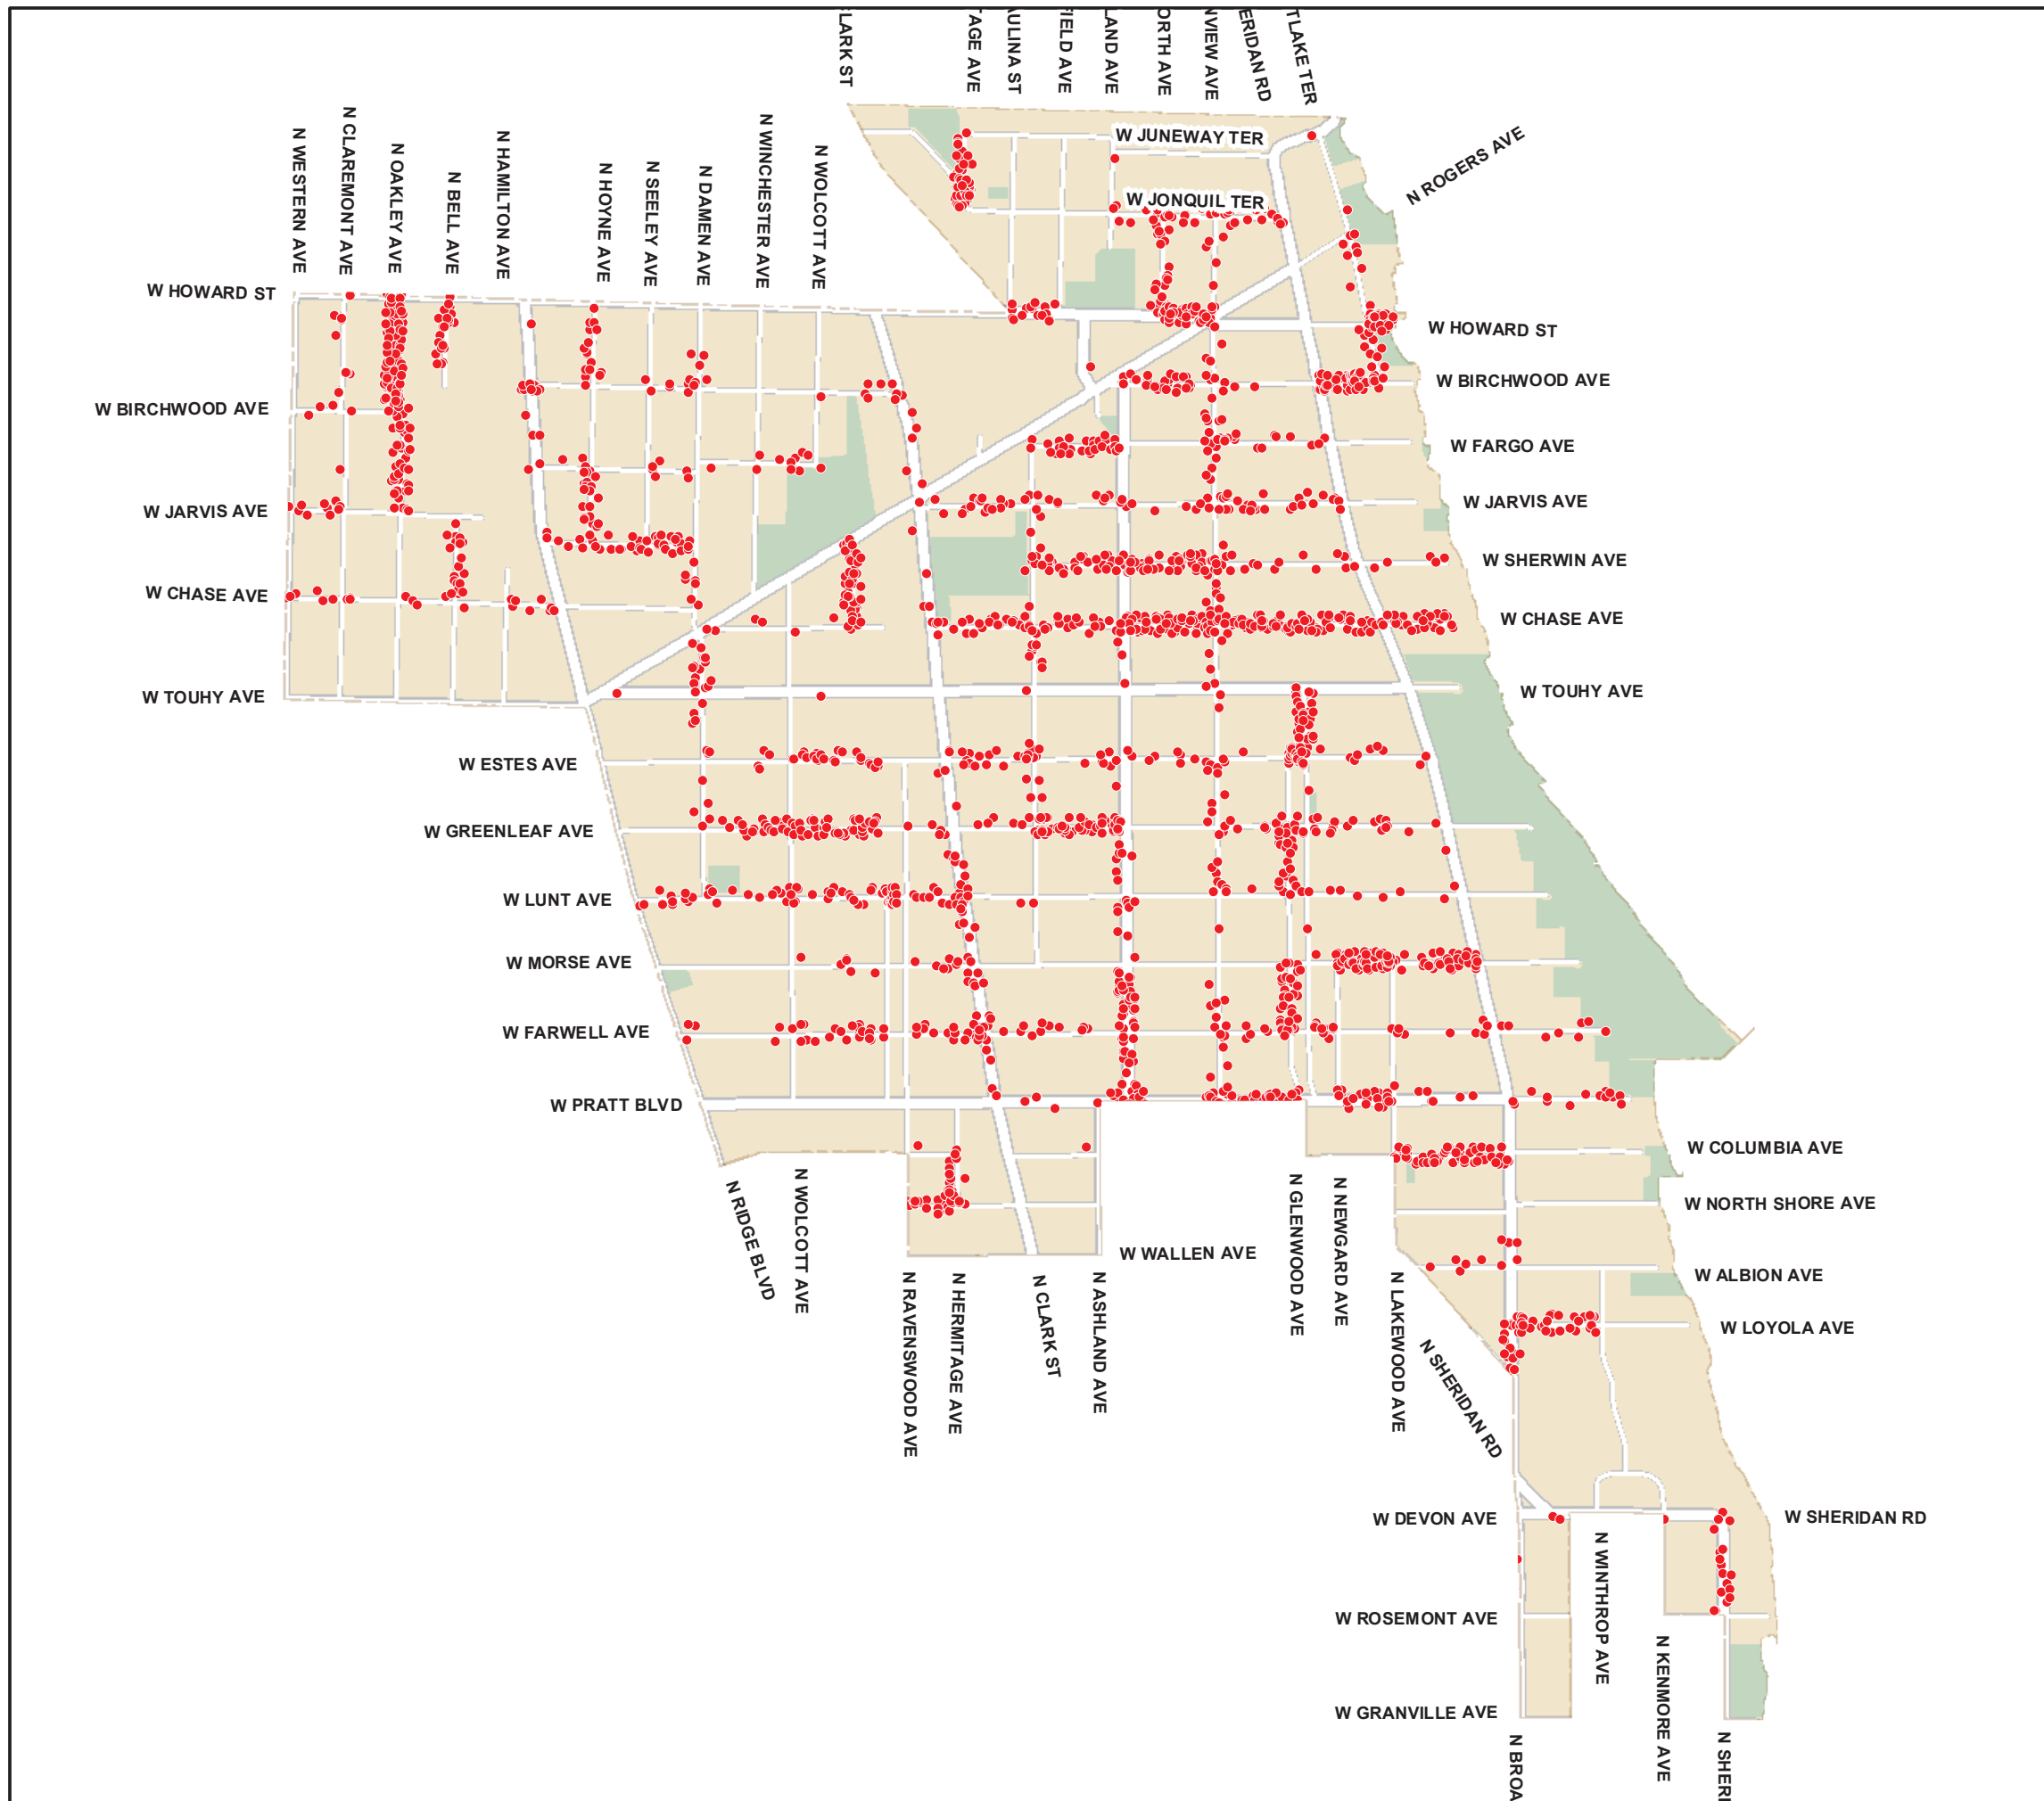 LARK ST
TAGE AVE
AULINA ST
FIELD AVE
LAND AVE
ORTH AVE
NVIEW AVE
ERIDAN RD
TLAKE TER
N WESTERN AVE
N CLAREMONT AVE
N OAKLEY AVE
N BELL AVE
N HAMILTON AVE
N HOYNE AVE
N SEELEY AVE
N DAMEN AVE
N WINCHESTER AVE
N WOLCOTT AVE
W JUNEWAY TER
N ROGERS AVE
W JONQUIL TER
W HOWARD ST
W HOWARD ST
W BIRCHWOOD AVE
W BIRCHWOOD AVE
W FARGO AVE
W JARVIS AVE
W JARVIS AVE
W SHERWIN AVE
W CHASE AVE
W CHASE AVE
W TOUHY AVE
W TOUHY AVE
W ESTES AVE
W GREENLEAF AVE
W LUNT AVE
W MORSE AVE
W FARWELL AVE
W PRATT BLVD
W COLUMBIA AVE
W NORTH SHORE AVE
W WALLEN AVE
W ALBION AVE
W LOYOLA AVE
N RIDGE BLVD
N WOLCOTT AVE
N RAVENSWOOD AVE
N HERMITAGE AVE
N CLARK ST
N ASHLAND AVE
N GLENWOOD AVE
N NEWGARD AVE
N LAKEWOOD AVE
N SHERIDAN RD
W DEVON AVE
W SHERIDAN RD
W ROSEMONT AVE
N WINTHROP AVE
N KENMORE AVE
W GRANVILLE AVE
N BROA
N SHERI